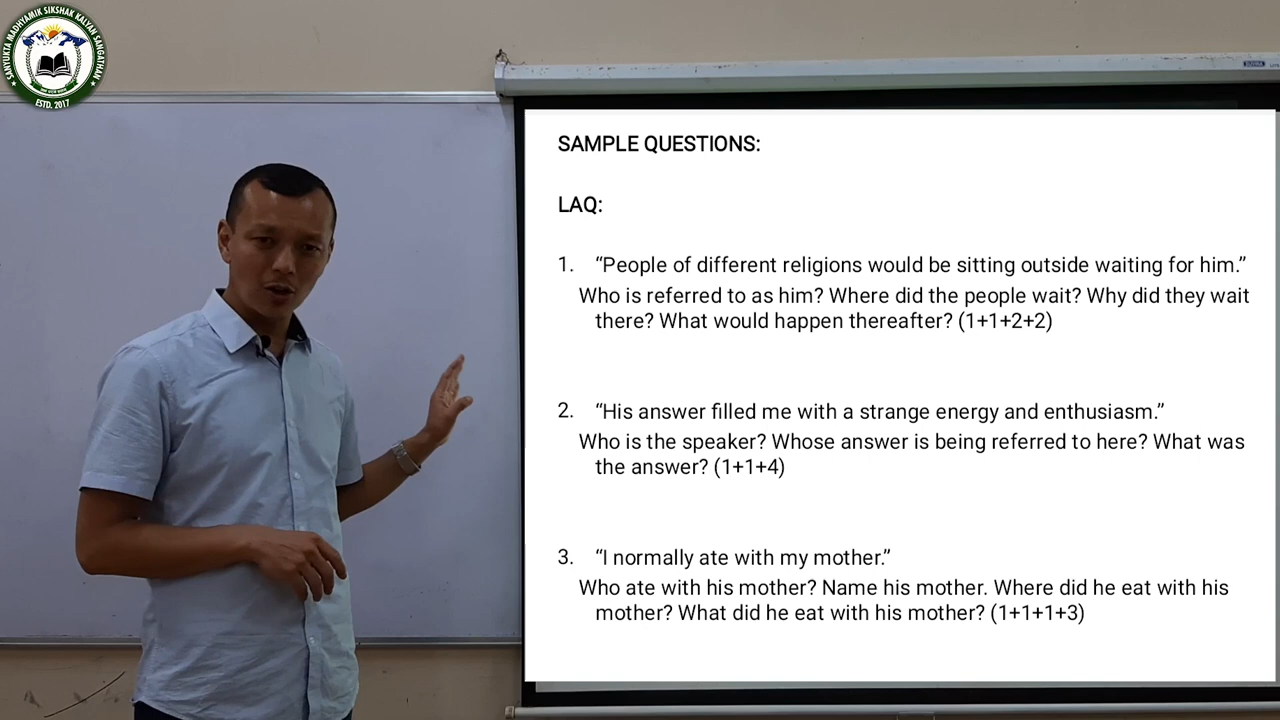 SANYUKTA MADHYAMIK SIKSHAK KALYAN SANGATHAN
ESTD. 2017
SAMPLE QUESTIONS:
LAQ:
1. “People of different religions would be sitting outside waiting for him.”
Who is referred to as him? Where did the people wait? Why did they wait
there? What would happen thereafter? (1+1+2+2)
2. “His answer filled me with a strange energy and enthusiasm.”
Who is the speaker? Whose answer is being referred to here? What was
the answer? (1+1+4)
3. “I normally ate with my mother.”
Who ate with his mother? Name his mother. Where did he eat with his
mother? What did he eat with his mother? (1+1+1+3)